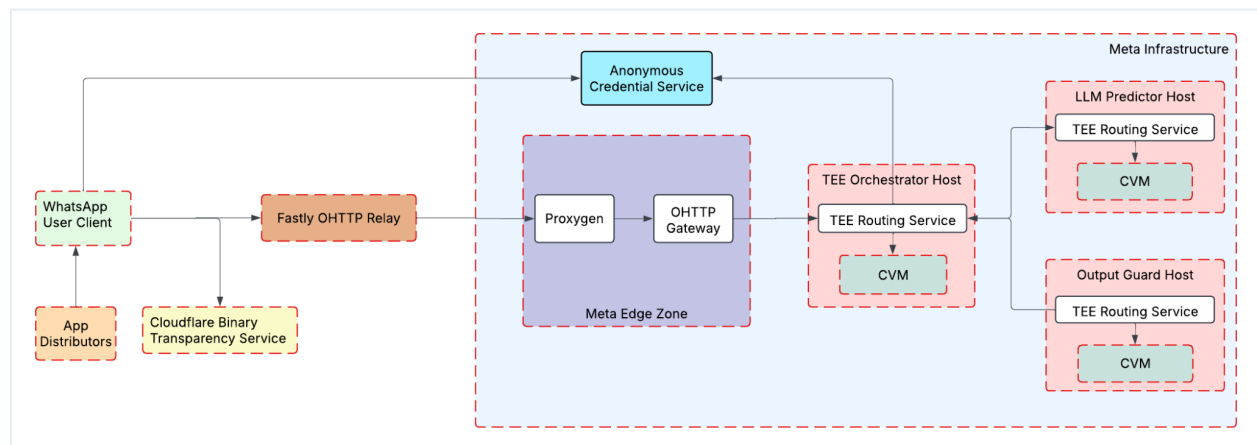 Meta Infrastructure
Anonymous
Credential Service
LLM Predictor Host
TEE Routing Service
CVM
WhatsApp
User Client
Fastly OHTTP Relay
Proxygen
OHTTP
Gateway
Meta Edge Zone
TEE Orchestrator Host
TEE Routing Service
CVM
Output Guard Host
TEE Routing Service
CVM
App
Distributors
Cloudflare Binary
Transparency Service